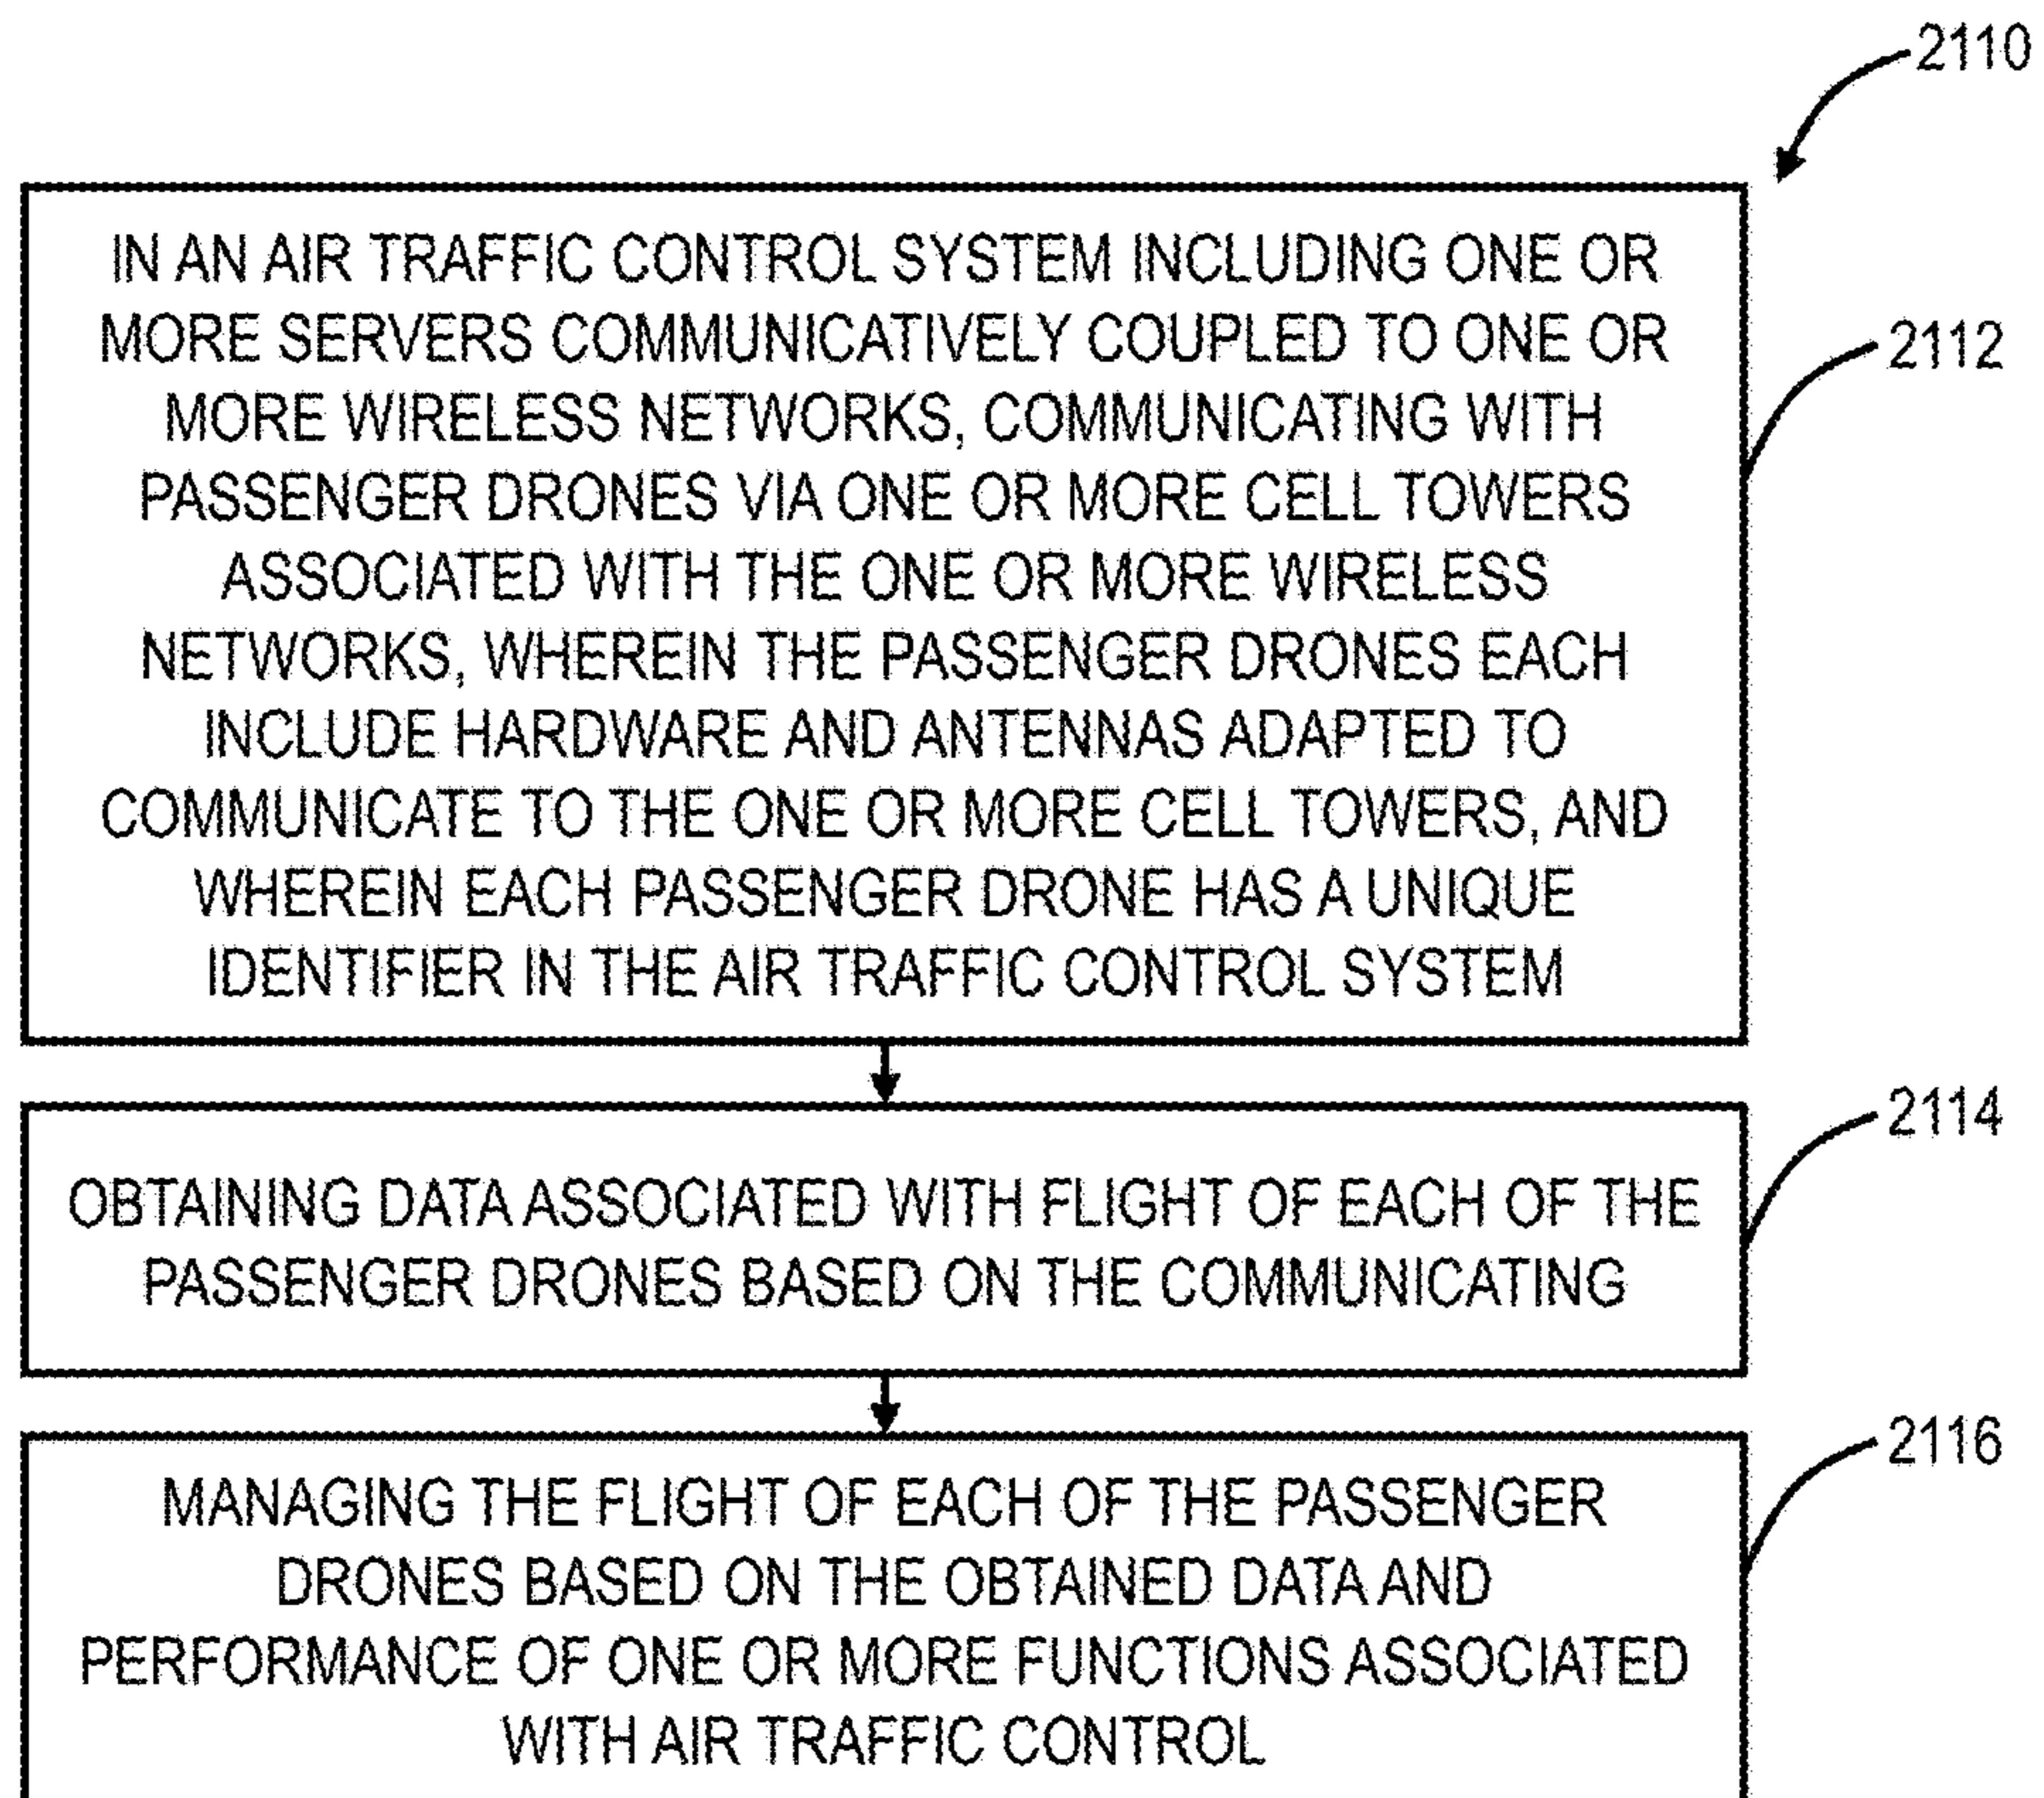 2110
IN AN AIR TRAFFIC CONTROL SYSTEM INCLUDING ONE OR
MORE SERVERS COMMUNICATIVELY COUPLED TO ONE OR
2112
MORE WIRELESS NETWORKS, COMMUNICATING WITH
PASSENGER DRONES VIA ONE OR MORE CELL TOWERS
ASSOCIATED WITH THE ONE OR MORE WIRELESS
NETWORKS, WHEREIN THE PASSENGER DRONES EACH
INCLUDE HARDWARE AND ANTENNAS ADAPTED TO
COMMUNICATE TO THE ONE OR MORE CELL TOWERS, AND
WHEREIN EACH PASSENGER DRONE HAS A UNIQUE
IDENTIFIER IN THE AIR TRAFFIC CONTROL SYSTEM
2114
OBTAINING DATA ASSOCIATED WITH FLIGHT OF EACH OF THE
PASSENGER DRONES BASED ON THE COMMUNICATING
2116
MANAGING THE FLIGHT OF EACH OF THE PASSENGER
DRONES BASED ON THE OBTAINED DATA AND
PERFORMANCE OF ONE OR MORE FUNCTIONS ASSOCIATED
WITH AIR TRAFFIC CONTROL